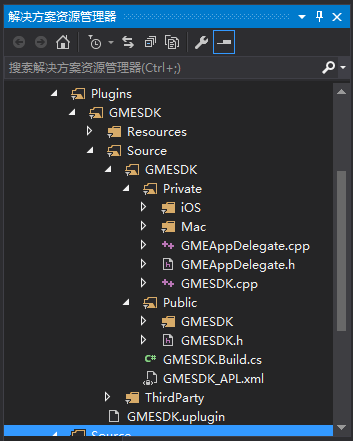 解决方案资源管理器
搜索解决方案资源管理器(Ctrl+;)
Plugins
GMESDK
Resources
Source
GMESDK
Private
iOS
Mac
GMEAppDelegate.cpp
GMEAppDelegate.h
GMESDK.cpp
Public
GMESDK
GMESDK.h
GMESDK.Build.cs
GMESDK_APL.xml
ThirdParty
GMESDK.uplugin
Source